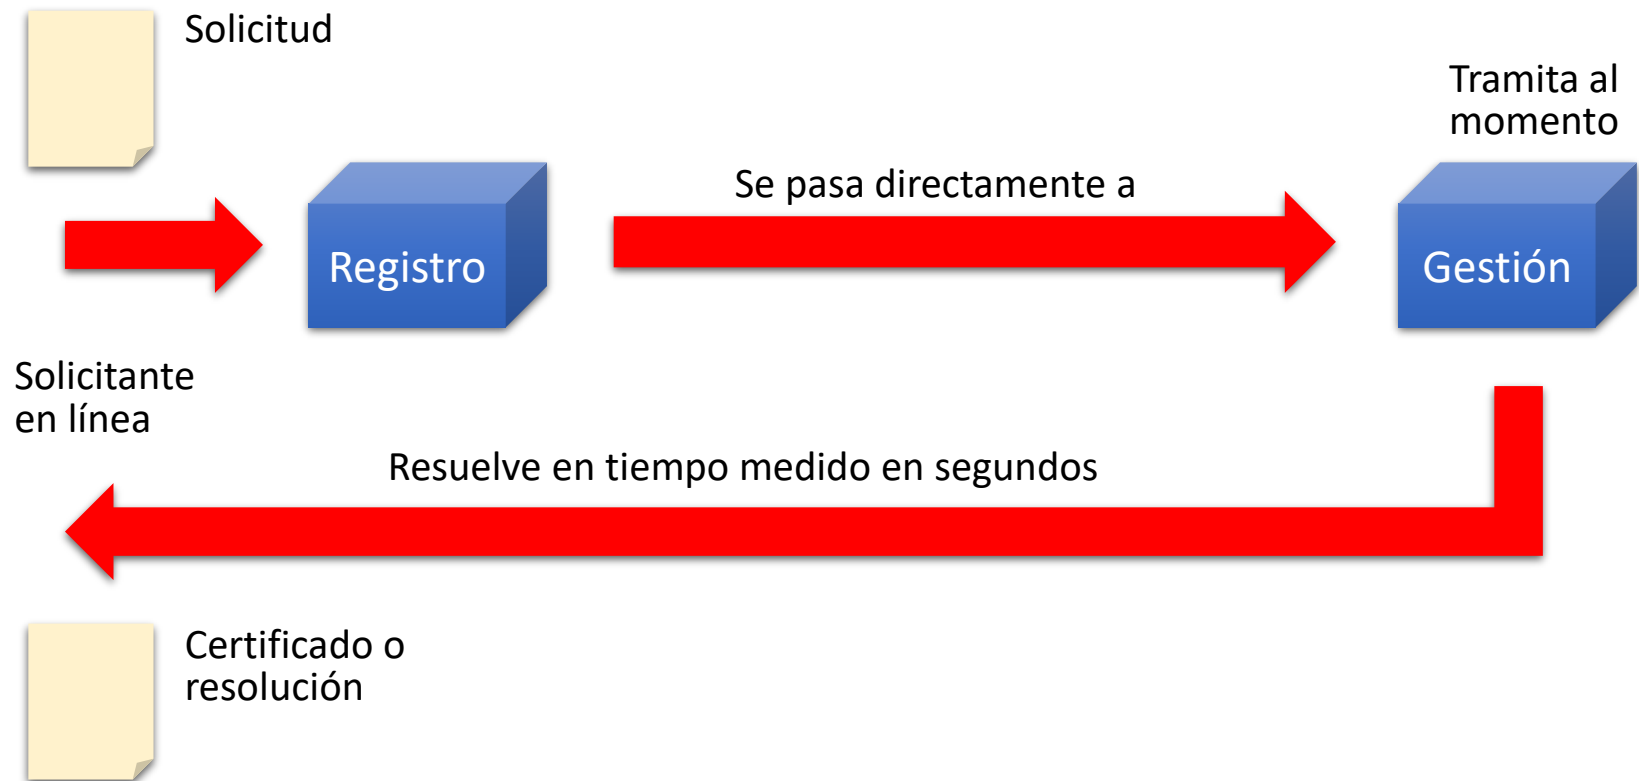 Solicitud
Tramita al
momento
Se pasa directamente a
Registro
Gestión
Solicitante
en línea
Resuelve en tiempo medido en segundos
Certificado o
resolución